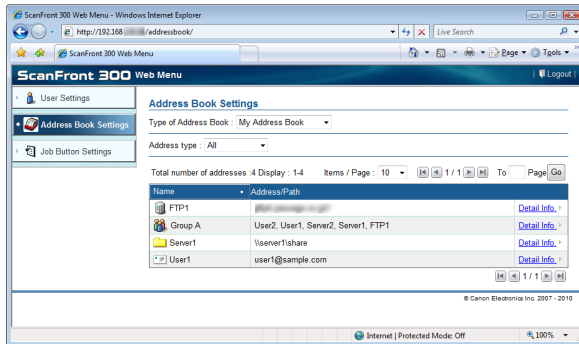 ScanFront 300 Web Menu - Windows Internet Explorer
http://192.168 /addressbook/
Live Search
ScanFront 300 Web Menu
Page
Tools
ScanFront 300 Web Menu
Logout
User Settings
Address Book Settings
Job Button Settings
Address Book Settings
Type of Address Book : My Address Book
Address type : All
Total number of addresses :4 Display : 1-4 Items / Page : 10 1 / 1 To Page Go
Name Address/Path
FTP1 Detail Info.
Group A User2, User1, Server2, Server1, FTP1 Detail Info.
Server1 \\server1\share Detail Info.
User1 user1@sample.com Detail Info.
1 / 1
© Canon Electronics Inc. 2007 - 2010
Internet | Protected Mode: Off 100%